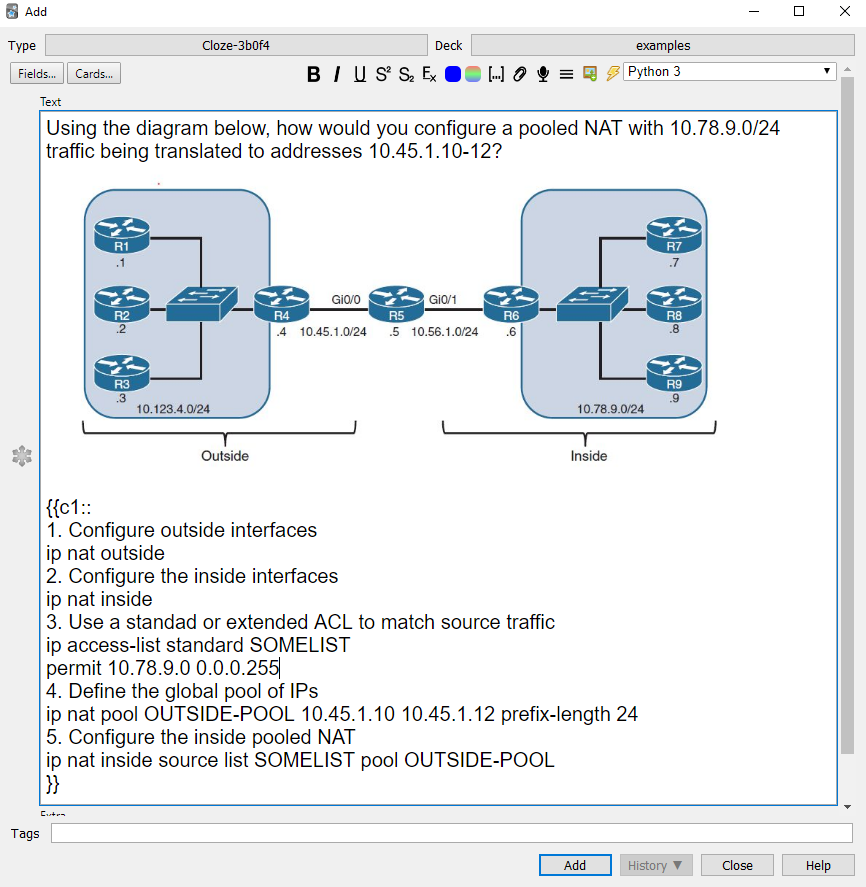 Add
Type Cloze-3b0f4 Deck examples
Fields... Cards... B I U S² S₂ Eₓ [...] Python 3
Text
Using the diagram below, how would you configure a pooled NAT with 10.78.9.0/24
traffic being translated to addresses 10.45.1.10-12?
R1
.1
R2
.2
R3
.3
10.123.4.0/24
R4
.4
Gi0/0
10.45.1.0/24
R5
.5
Gi0/1
10.56.1.0/24
R6
.6
R7
.7
R8
.8
R9
.9
10.78.9.0/24
Outside
Inside
{{c1::
1. Configure outside interfaces
ip nat outside
2. Configure the inside interfaces
ip nat inside
3. Use a standad or extended ACL to match source traffic
ip access-list standard SOMELIST
permit 10.78.9.0 0.0.0.255
4. Define the global pool of IPs
ip nat pool OUTSIDE-POOL 10.45.1.10 10.45.1.12 prefix-length 24
5. Configure the inside pooled NAT
ip nat inside source list SOMELIST pool OUTSIDE-POOL
}}
Extra
Tags
Add History ▼ Close Help